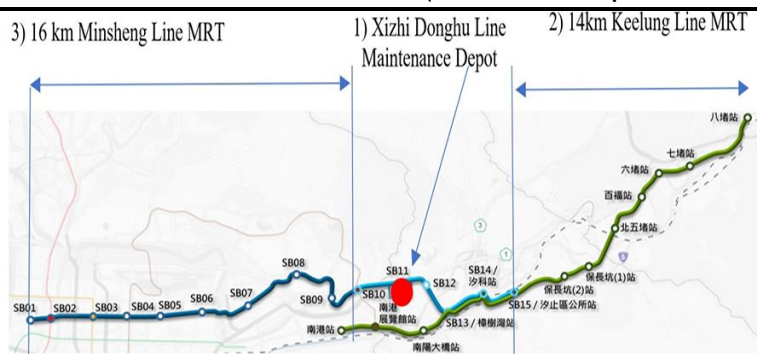 3) 16 km Minsheng Line MRT
1) Xizhi Donghu Line
Maintenance Depot
2) 14km Keelung Line MRT
八堵站
七堵站
六堵站
百福站
北五堵站
保長坑(1)站
保長坑(2)站
SB08
SB11
SB12
SB14 /
汐科站
SB10
SB09
SB07
SB06
SB05
SB04
SB03
SB02
SB01
SB15 / 汐止區公所站
SB13 / 樟樹灣站
南港
展覽館站
南港站
南陽大橋站
3
1
5